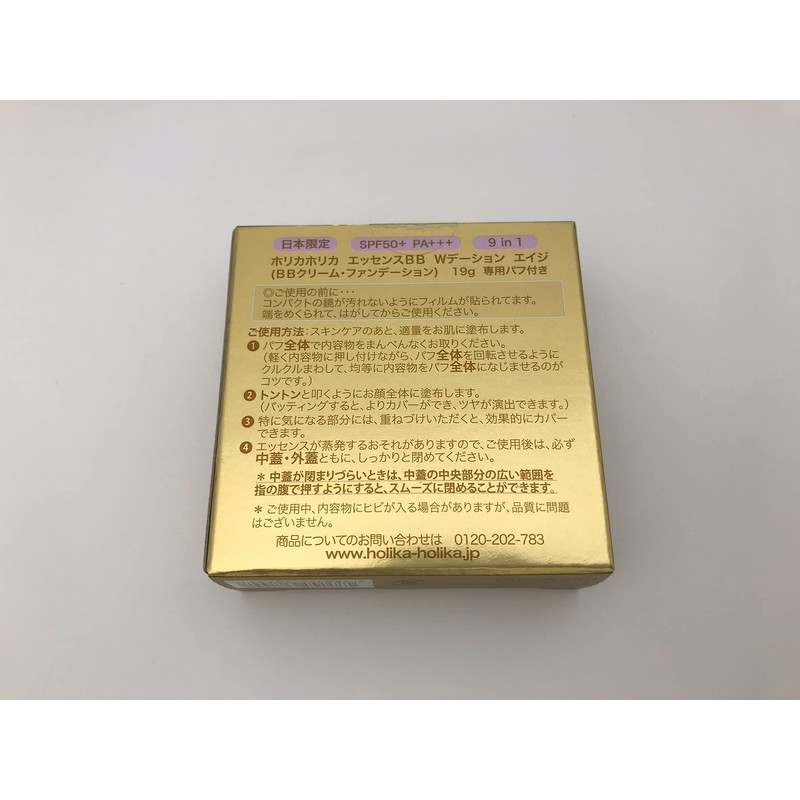 日本限定 SPF50+ PA+++ 9 in 1
ホリカホリカ エッセンスBB Wデーション エイジ
(BBクリーム・ファンデーション) 19g 専用パフ付き
◎ご使用の前に・・・
コンパクトの鏡が汚れないようにフィルムが貼られてます。
端をめくられて、はがしてからご使用ください。
ご使用方法：スキンケアのあと、適量をお肌に塗布します。
❶ パフ全体で内容物をまんべんなくお取りください。
(軽く内容物に押し付けながら、パフ全体を回転させるように
クルクルまわして、均等に内容物をパフ全体になじませるのが
コツです。)
❷ トントンと叩くようにお顔全体に塗布します。
(パッティングすると、よりカバーができ、ツヤが演出できます。)
❸ 特に気になる部分には、重ねづけいただくと、効果的にカバー
できます。
❹ エッセンスが蒸発するおそれがありますので、ご使用後は、必ず
中蓋・外蓋ともに、しっかりと閉めてください。
＊中蓋が閉まりづらいときは、中蓋の中央部分の広い範囲を
指の腹で押すようにすると、スムーズに閉めることができます。
＊ご使用中、内容物にヒビが入る場合がありますが、品質に問題
はございません。
商品についてのお問い合わせは 0120-202-783
www.holika-holika.jp